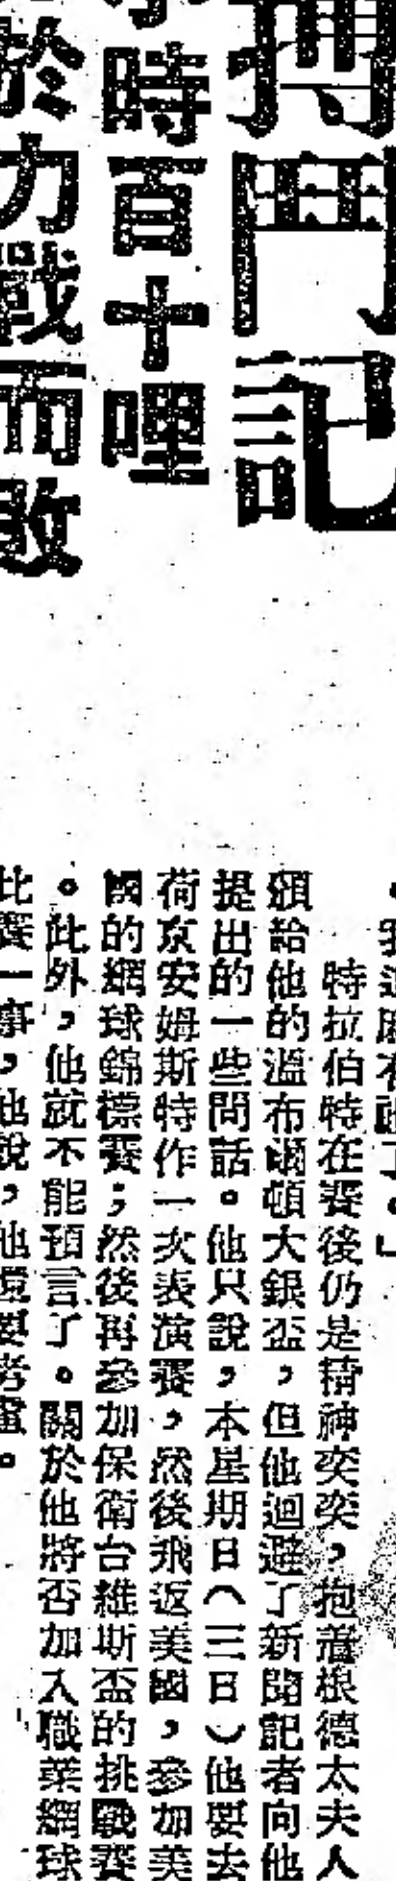 搏鬥記
時百十哩
於力戰而敗
。我這麼有説了。」
特拉伯特在賽後仍是精神奕奕，抱着根德太夫人
頒給他的溫布爾頓大銀盃，但他迴避了新聞記者向他
提出的一些問話。他只說，本星期日（三日）他要去
荷京安姆斯特作一次表演賽，然後飛返美國，參加美
國的網球錦標賽；然後再參加保衛台維斯盃的挑戰賽
。此外，他就不能預言了。關於他將否加入職業網球
比賽一事，他說，他還要考慮。